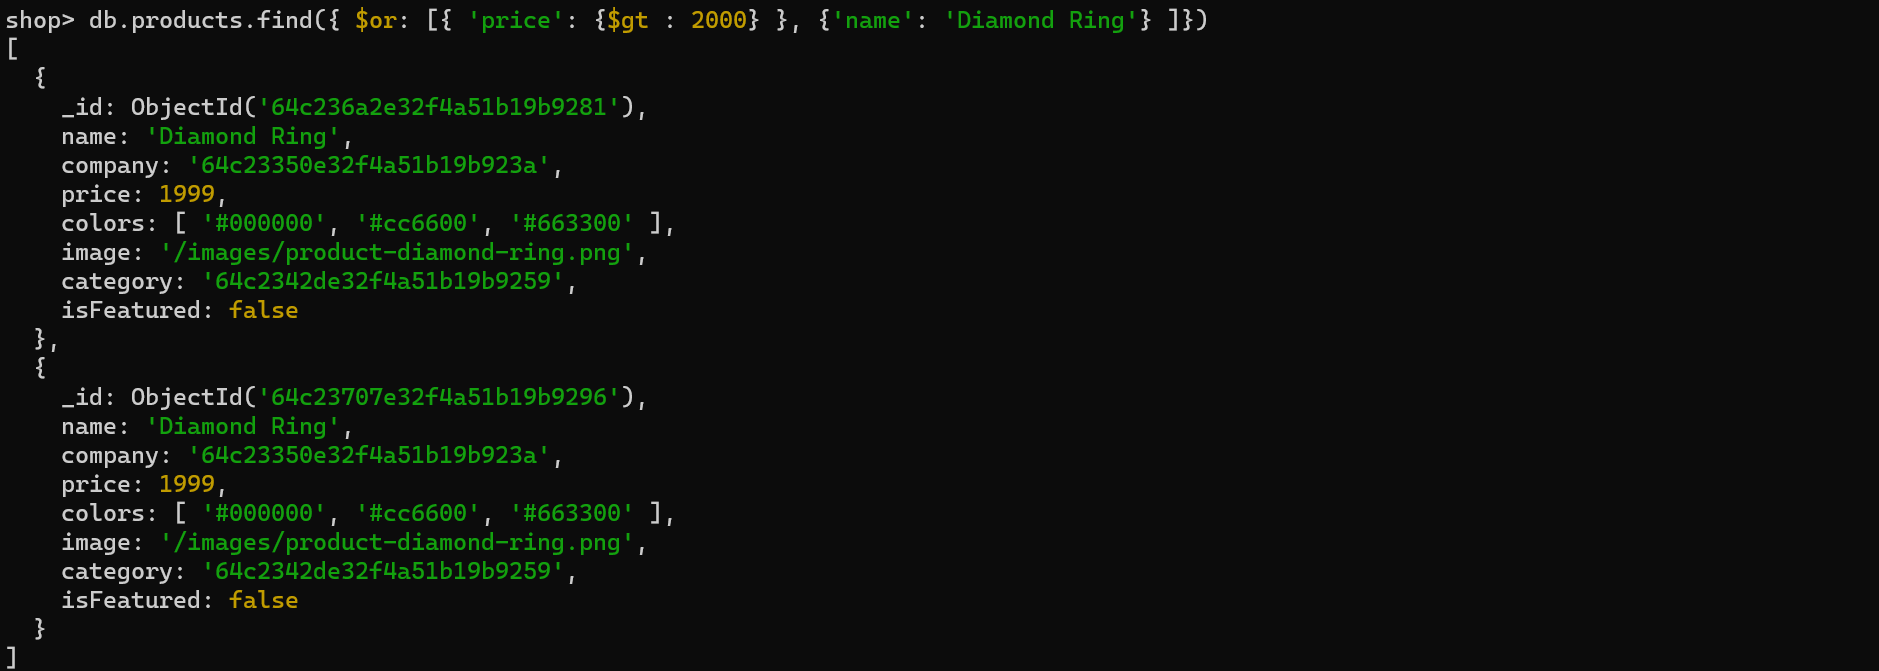 shop> db.products.find({ $or: [{ 'price': {$gt : 2000} }, {'name': 'Diamond Ring'} ]})
[
  {
    _id: ObjectId('64c236a2e32f4a51b19b9281'),
    name: 'Diamond Ring',
    company: '64c23350e32f4a51b19b923a',
    price: 1999,
    colors: [ '#000000', '#cc6600', '#663300' ],
    image: '/images/product-diamond-ring.png',
    category: '64c2342de32f4a51b19b9259',
    isFeatured: false
  },
  {
    _id: ObjectId('64c23707e32f4a51b19b9296'),
    name: 'Diamond Ring',
    company: '64c23350e32f4a51b19b923a',
    price: 1999,
    colors: [ '#000000', '#cc6600', '#663300' ],
    image: '/images/product-diamond-ring.png',
    category: '64c2342de32f4a51b19b9259',
    isFeatured: false
  }
]